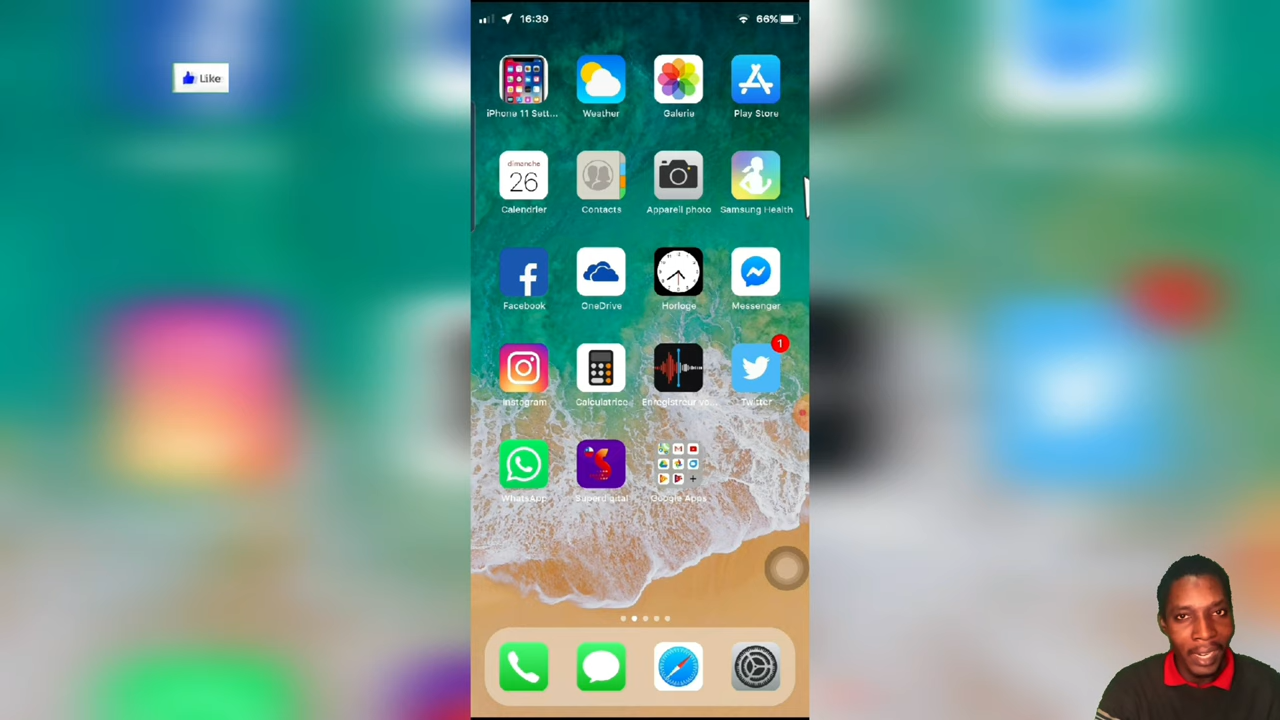 Like
16:39
66%
iPhone 11 Sett...
Weather
Galerie
Play Store
dimanche
26
Calendrier
Contacts
Appareil photo
Samsung Health
Facebook
OneDrive
Horloge
Messenger
1
Instagram
Calculatrice
Enregistreur vo...
Twitter
WhatsApp
Superdigital
Google Apps